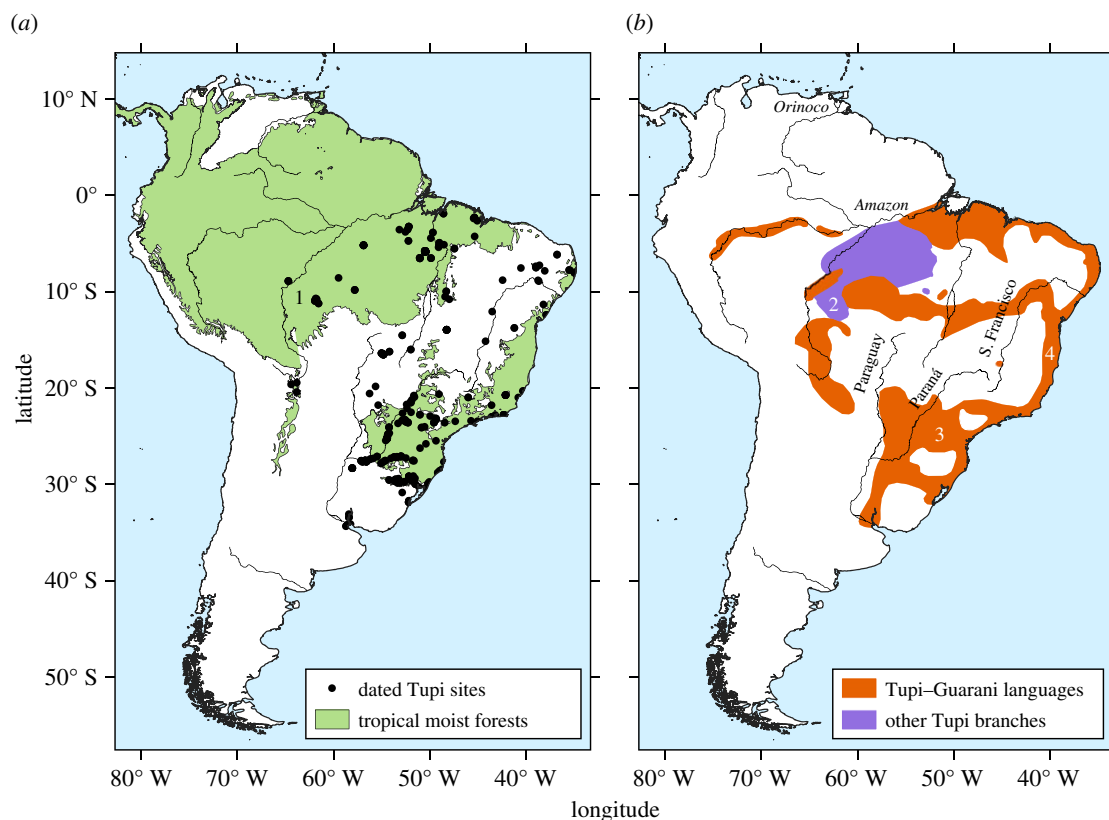 (a)
(b)
80° W 70° W 60° W 50° W 40° W
10° N
0°
10° S
20° S
30° S
40° S
50° S
latitude
1
dated Tupi sites
tropical moist forests
Orinoco
Amazon
2
S. Francisco
4
Paraguay
Paraná
3
Tupi–Guarani languages
other Tupi branches
80° W 70° W 60° W 50° W 40° W
longitude